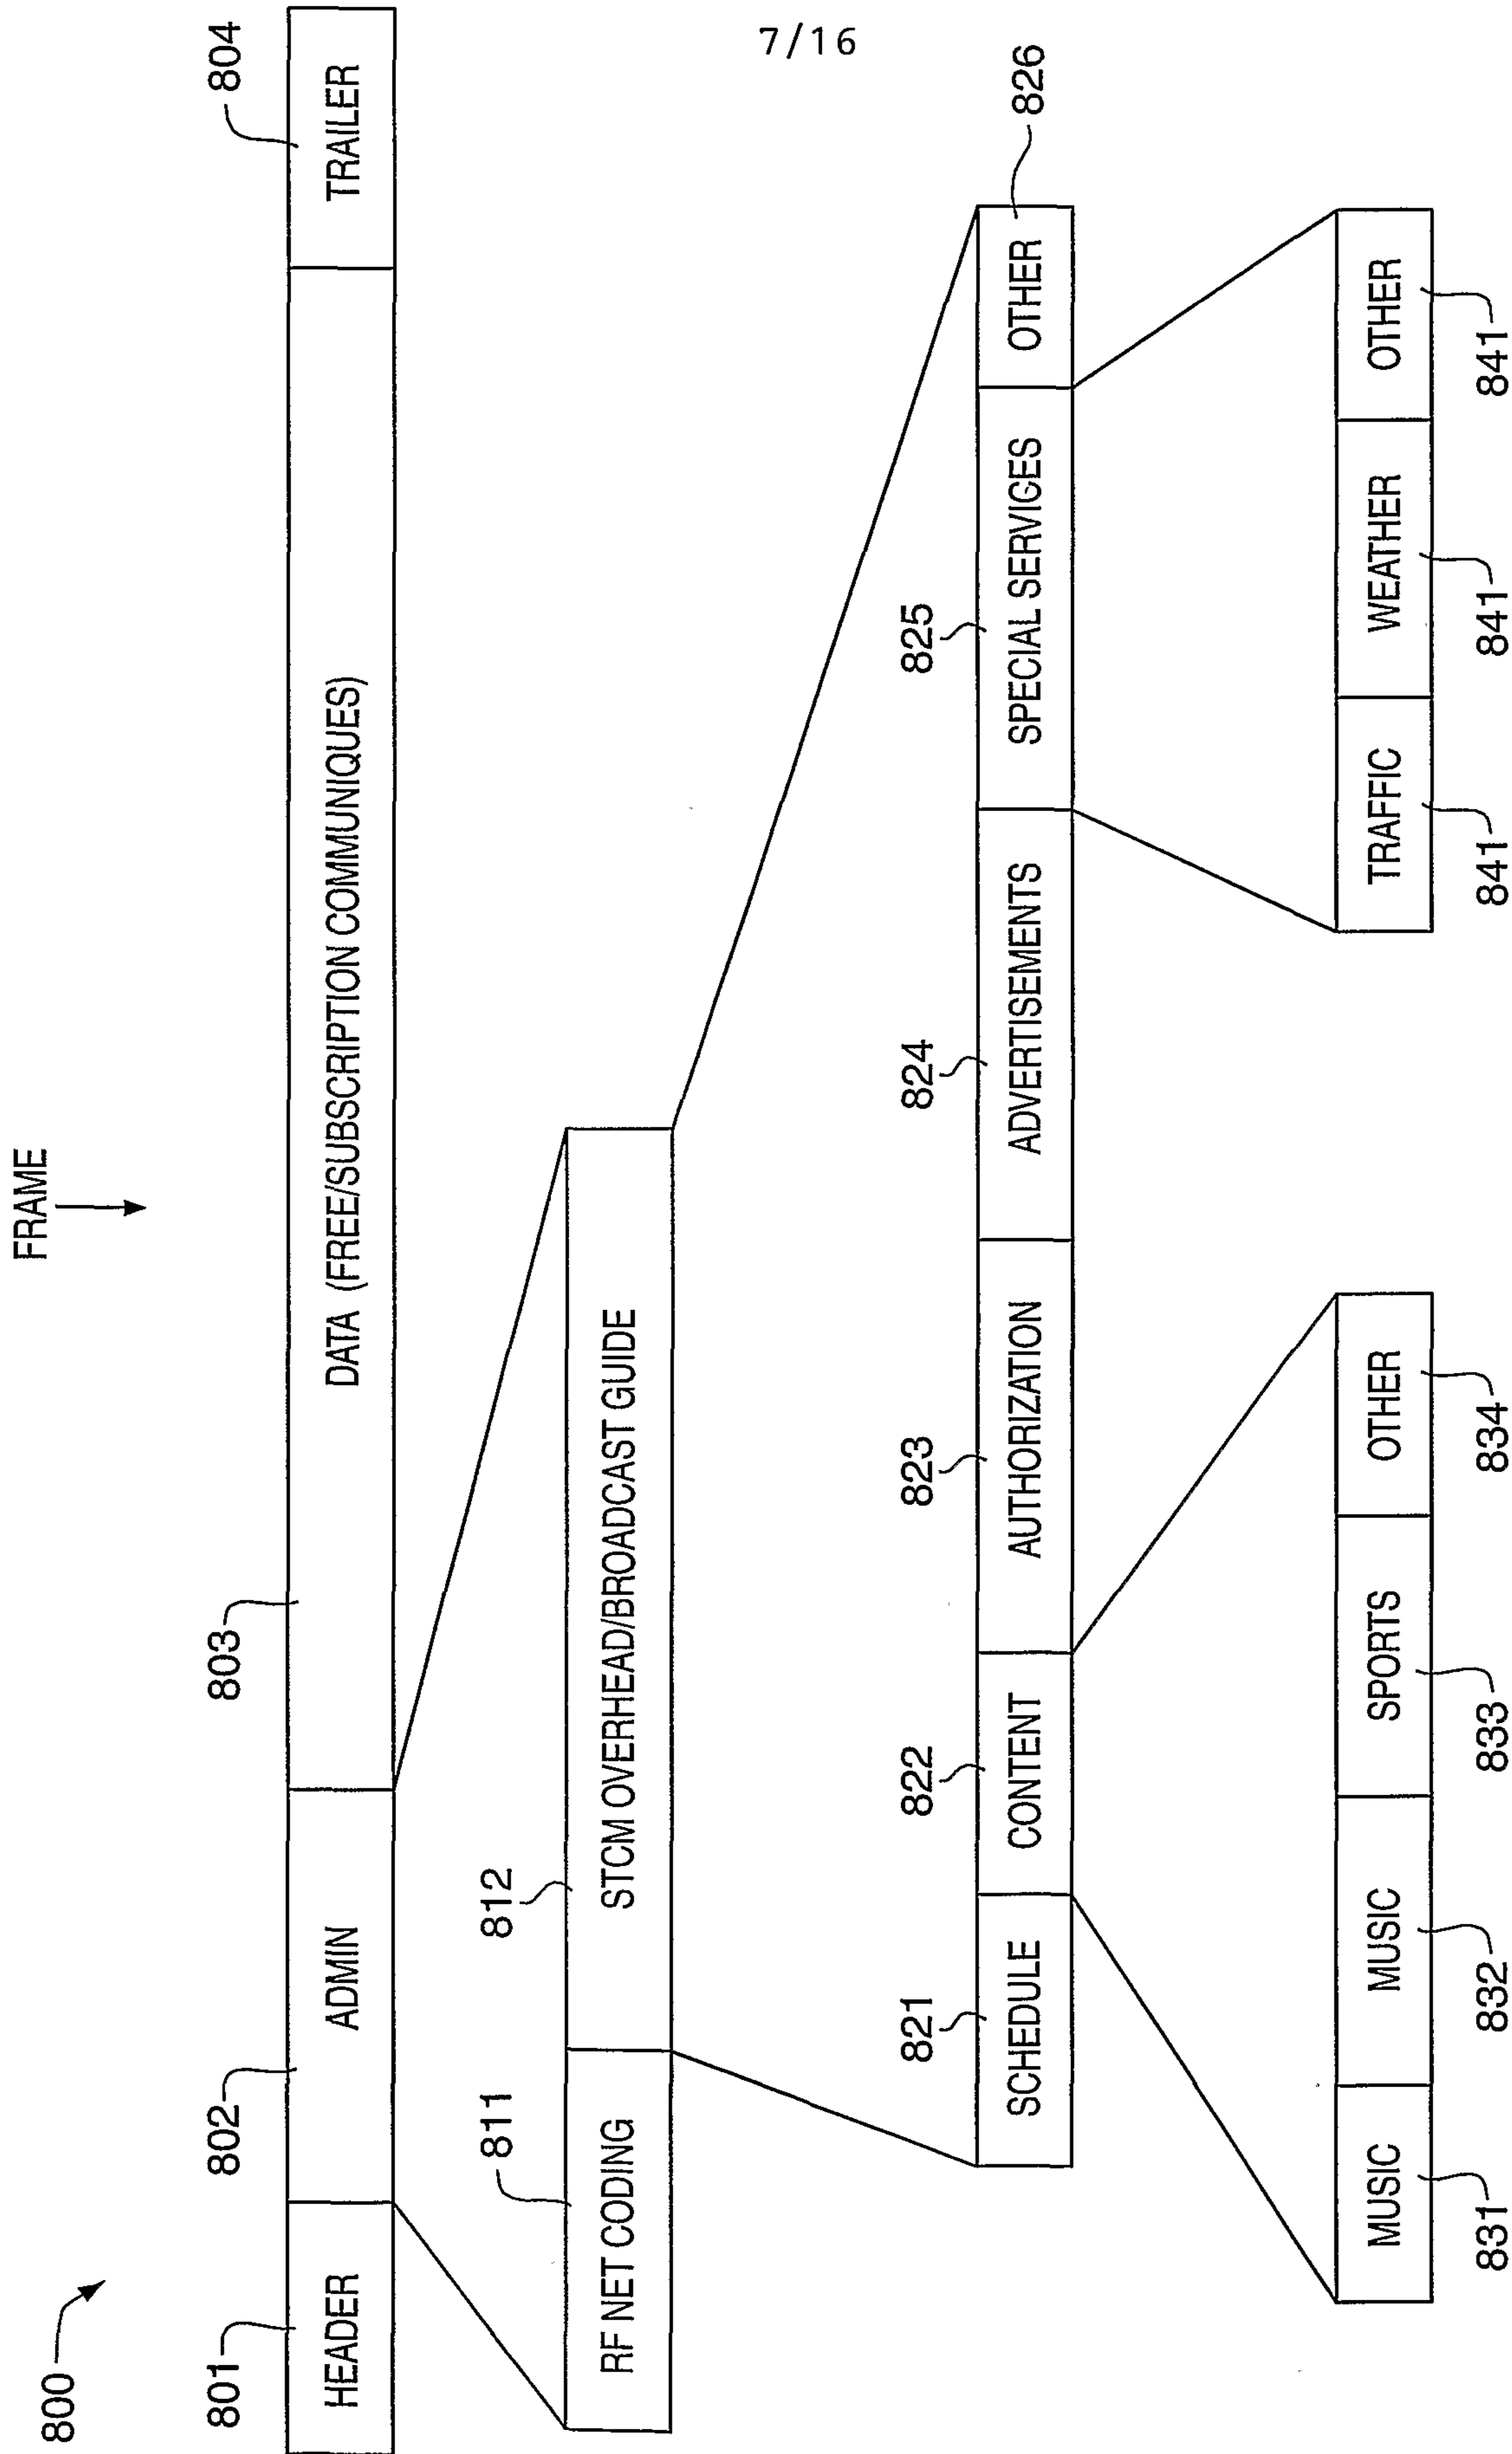 7/16
FRAME
800
801 802 803 804
HEADER ADMIN DATA (FREE/SUBSCRIPTION COMMUNIQUES) TRAILER
811 812
RF NET CODING STCM OVERHEAD/BROADCAST GUIDE
821 822 823 824 825 826
SCHEDULE CONTENT AUTHORIZATION ADVERTISEMENTS SPECIAL SERVICES OTHER
MUSIC MUSIC SPORTS OTHER TRAFFIC WEATHER OTHER
831 832 833 834 841 841 841